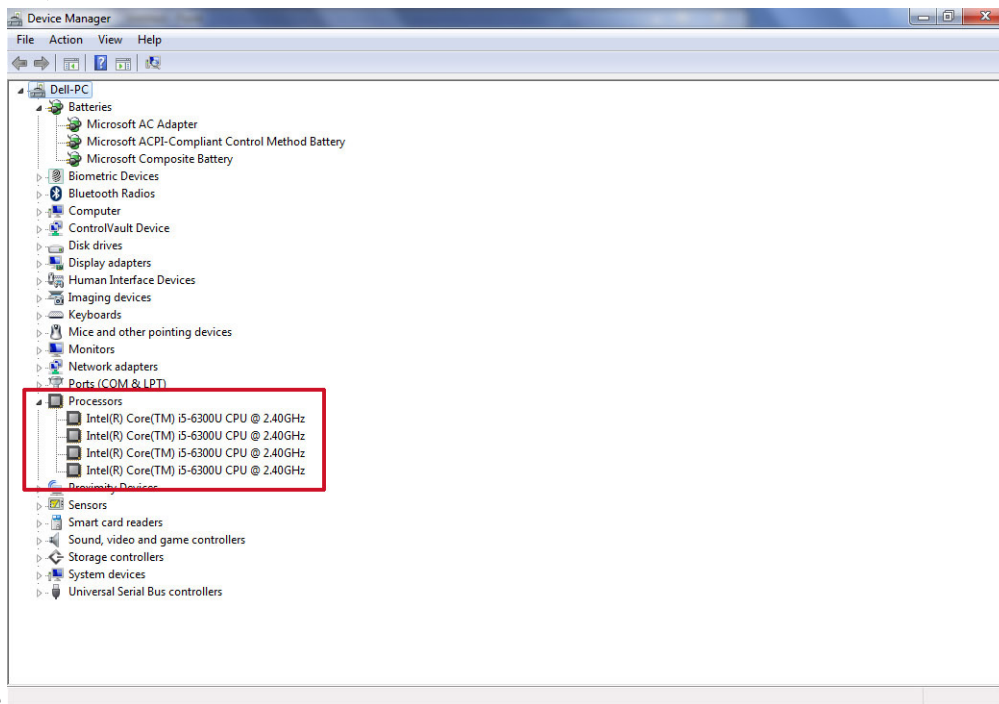 Device Manager
File Action View Help
Dell-PC
Batteries
Microsoft AC Adapter
Microsoft ACPI-Compliant Control Method Battery
Microsoft Composite Battery
Biometric Devices
Bluetooth Radios
Computer
ControlVault Device
Disk drives
Display adapters
Human Interface Devices
Imaging devices
Keyboards
Mice and other pointing devices
Monitors
Network adapters
Ports (COM & LPT)
Processors
Intel(R) Core(TM) i5-6300U CPU @ 2.40GHz
Intel(R) Core(TM) i5-6300U CPU @ 2.40GHz
Intel(R) Core(TM) i5-6300U CPU @ 2.40GHz
Intel(R) Core(TM) i5-6300U CPU @ 2.40GHz
Proximity Devices
Sensors
Smart card readers
Sound, video and game controllers
Storage controllers
System devices
Universal Serial Bus controllers